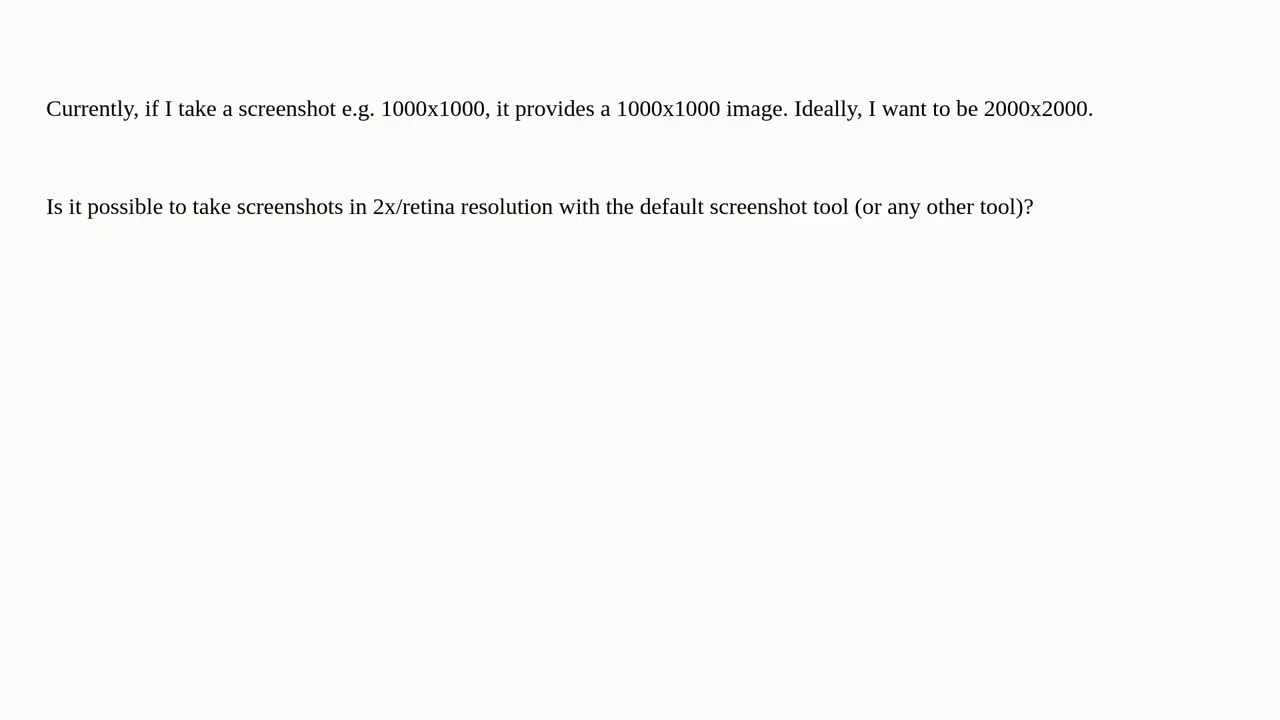 Currently, if I take a screenshot e.g. 1000x1000, it provides a 1000x1000 image. Ideally, I want to be 2000x2000.
Is it possible to take screenshots in 2x/retina resolution with the default screenshot tool (or any other tool)?